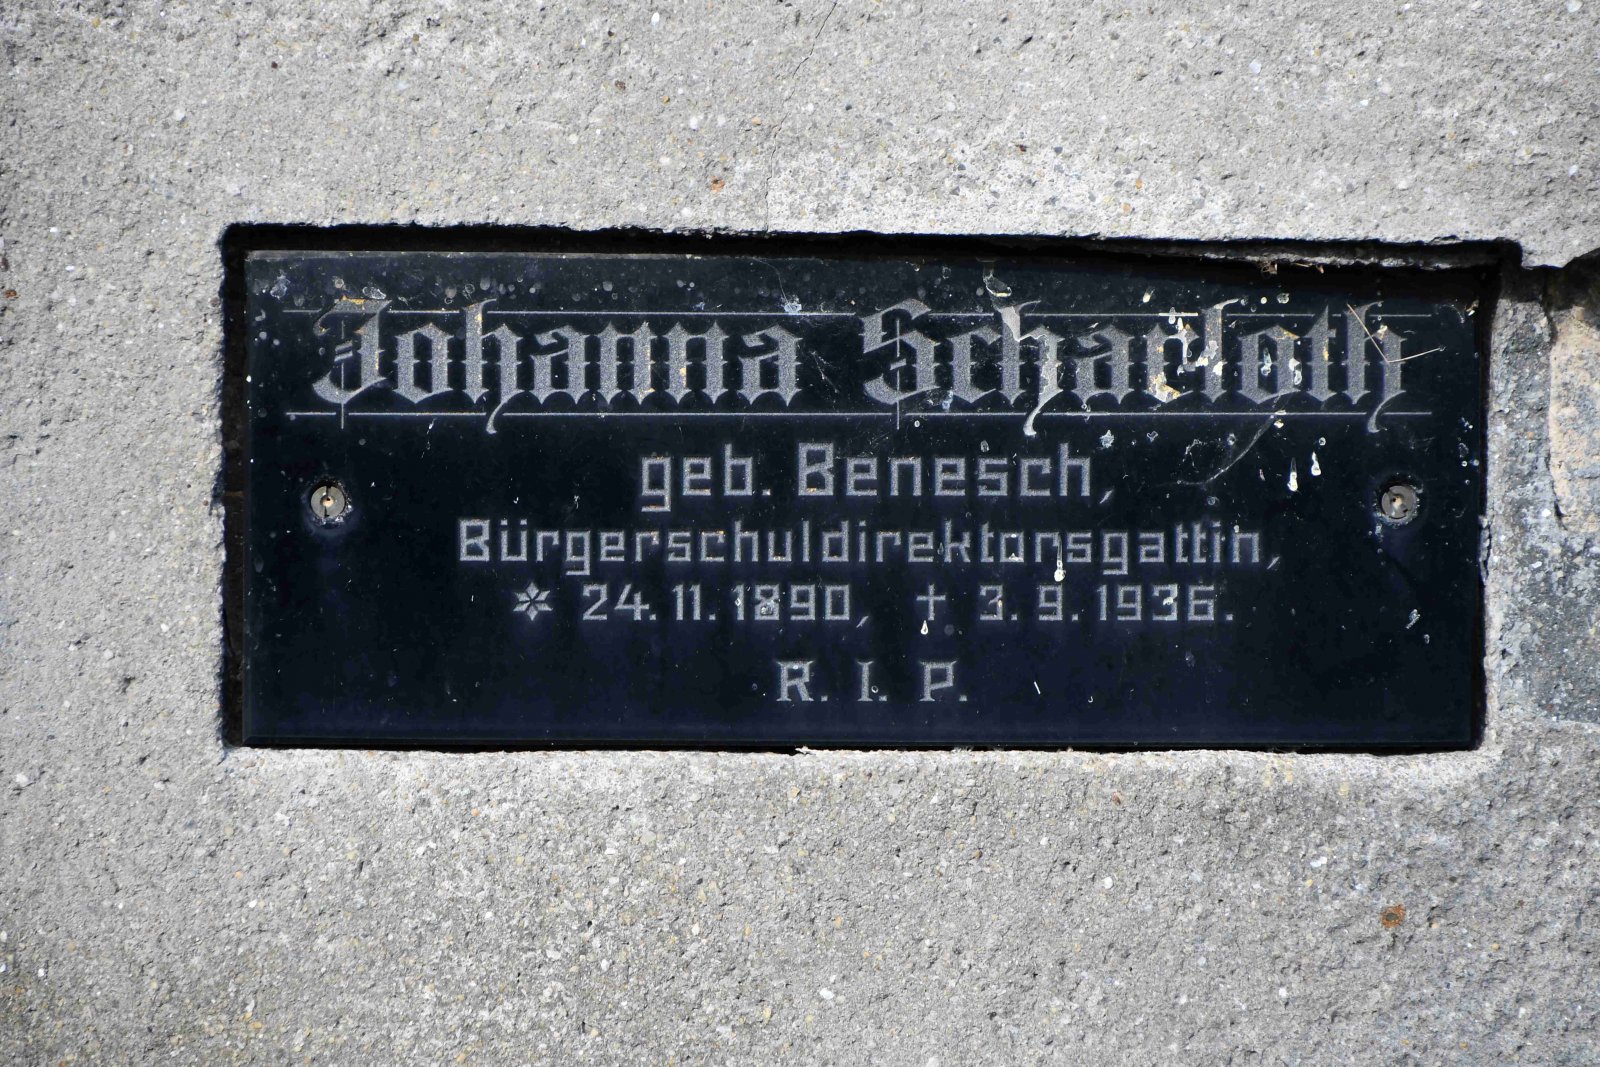 Johanna Scharloth
geb. Benesch,
Bürgerschuldirektorsgattin,
✶ 24.11.1890, † 3.9.1936.
R. I. P.